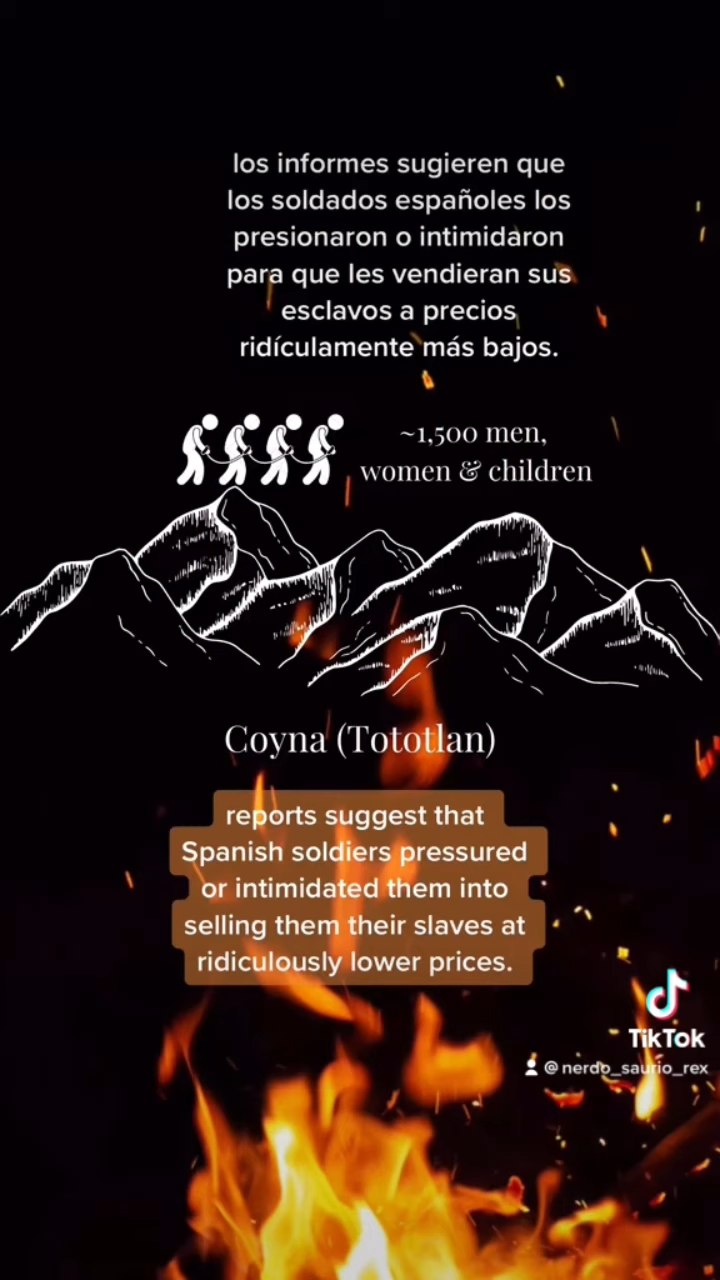 los informes sugieren que
los soldados españoles los
presionaron o intimidaron
para que les vendieran sus
esclavos a precios
ridículamente más bajos.
~1,500 men,
women & children
Coyna (Tototlan)
reports suggest that
Spanish soldiers pressured
or intimidated them into
selling them their slaves at
ridiculously lower prices.
TikTok
@nerdo_saurio_rex